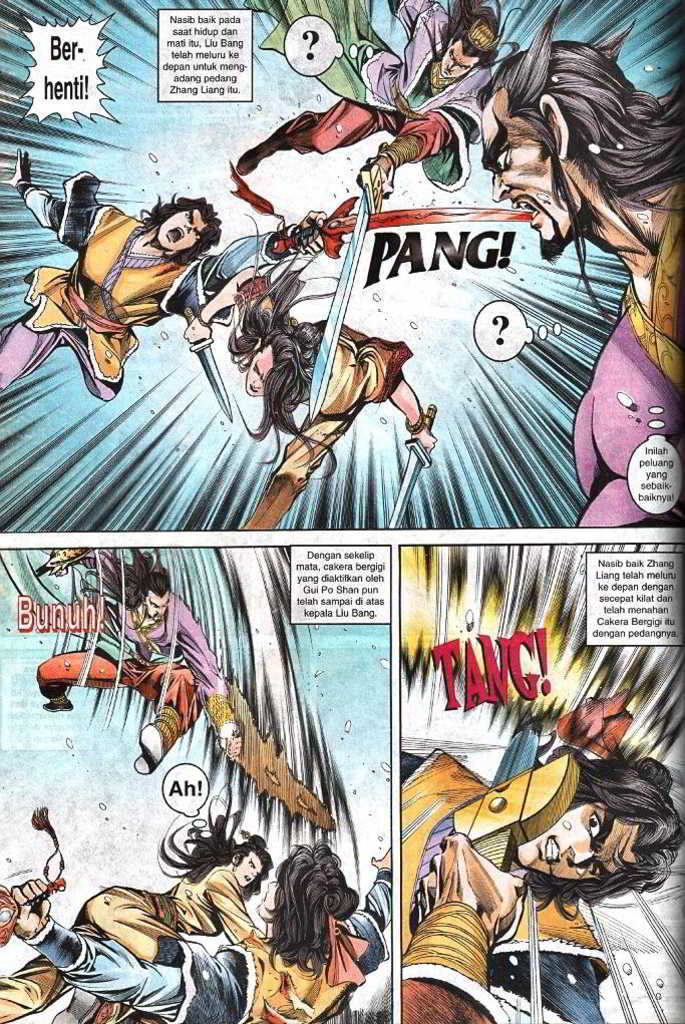 Ber-
henti!
Nasib baik pada
saat hidup dan
mati itu, Liu Bang
telah meluru ke
depan untuk meng-
adang pedang
Zhang Liang itu.
?
PANG!
?
Inilah
peluang
yang
sebaik-
baiknya!
Bunuh!
Dengan sekelip
mata, cakera bergigi
yang diaktifkan oleh
Gui Po Shan pun
telah sampai di atas
kepala Liu Bang.
Ah!
Nasib baik Zhang
Liang telah meluru
ke depan dengan
secepat kilat dan
telah menahan
Cakera Bergigi itu
dengan pedangnya.
TANG!